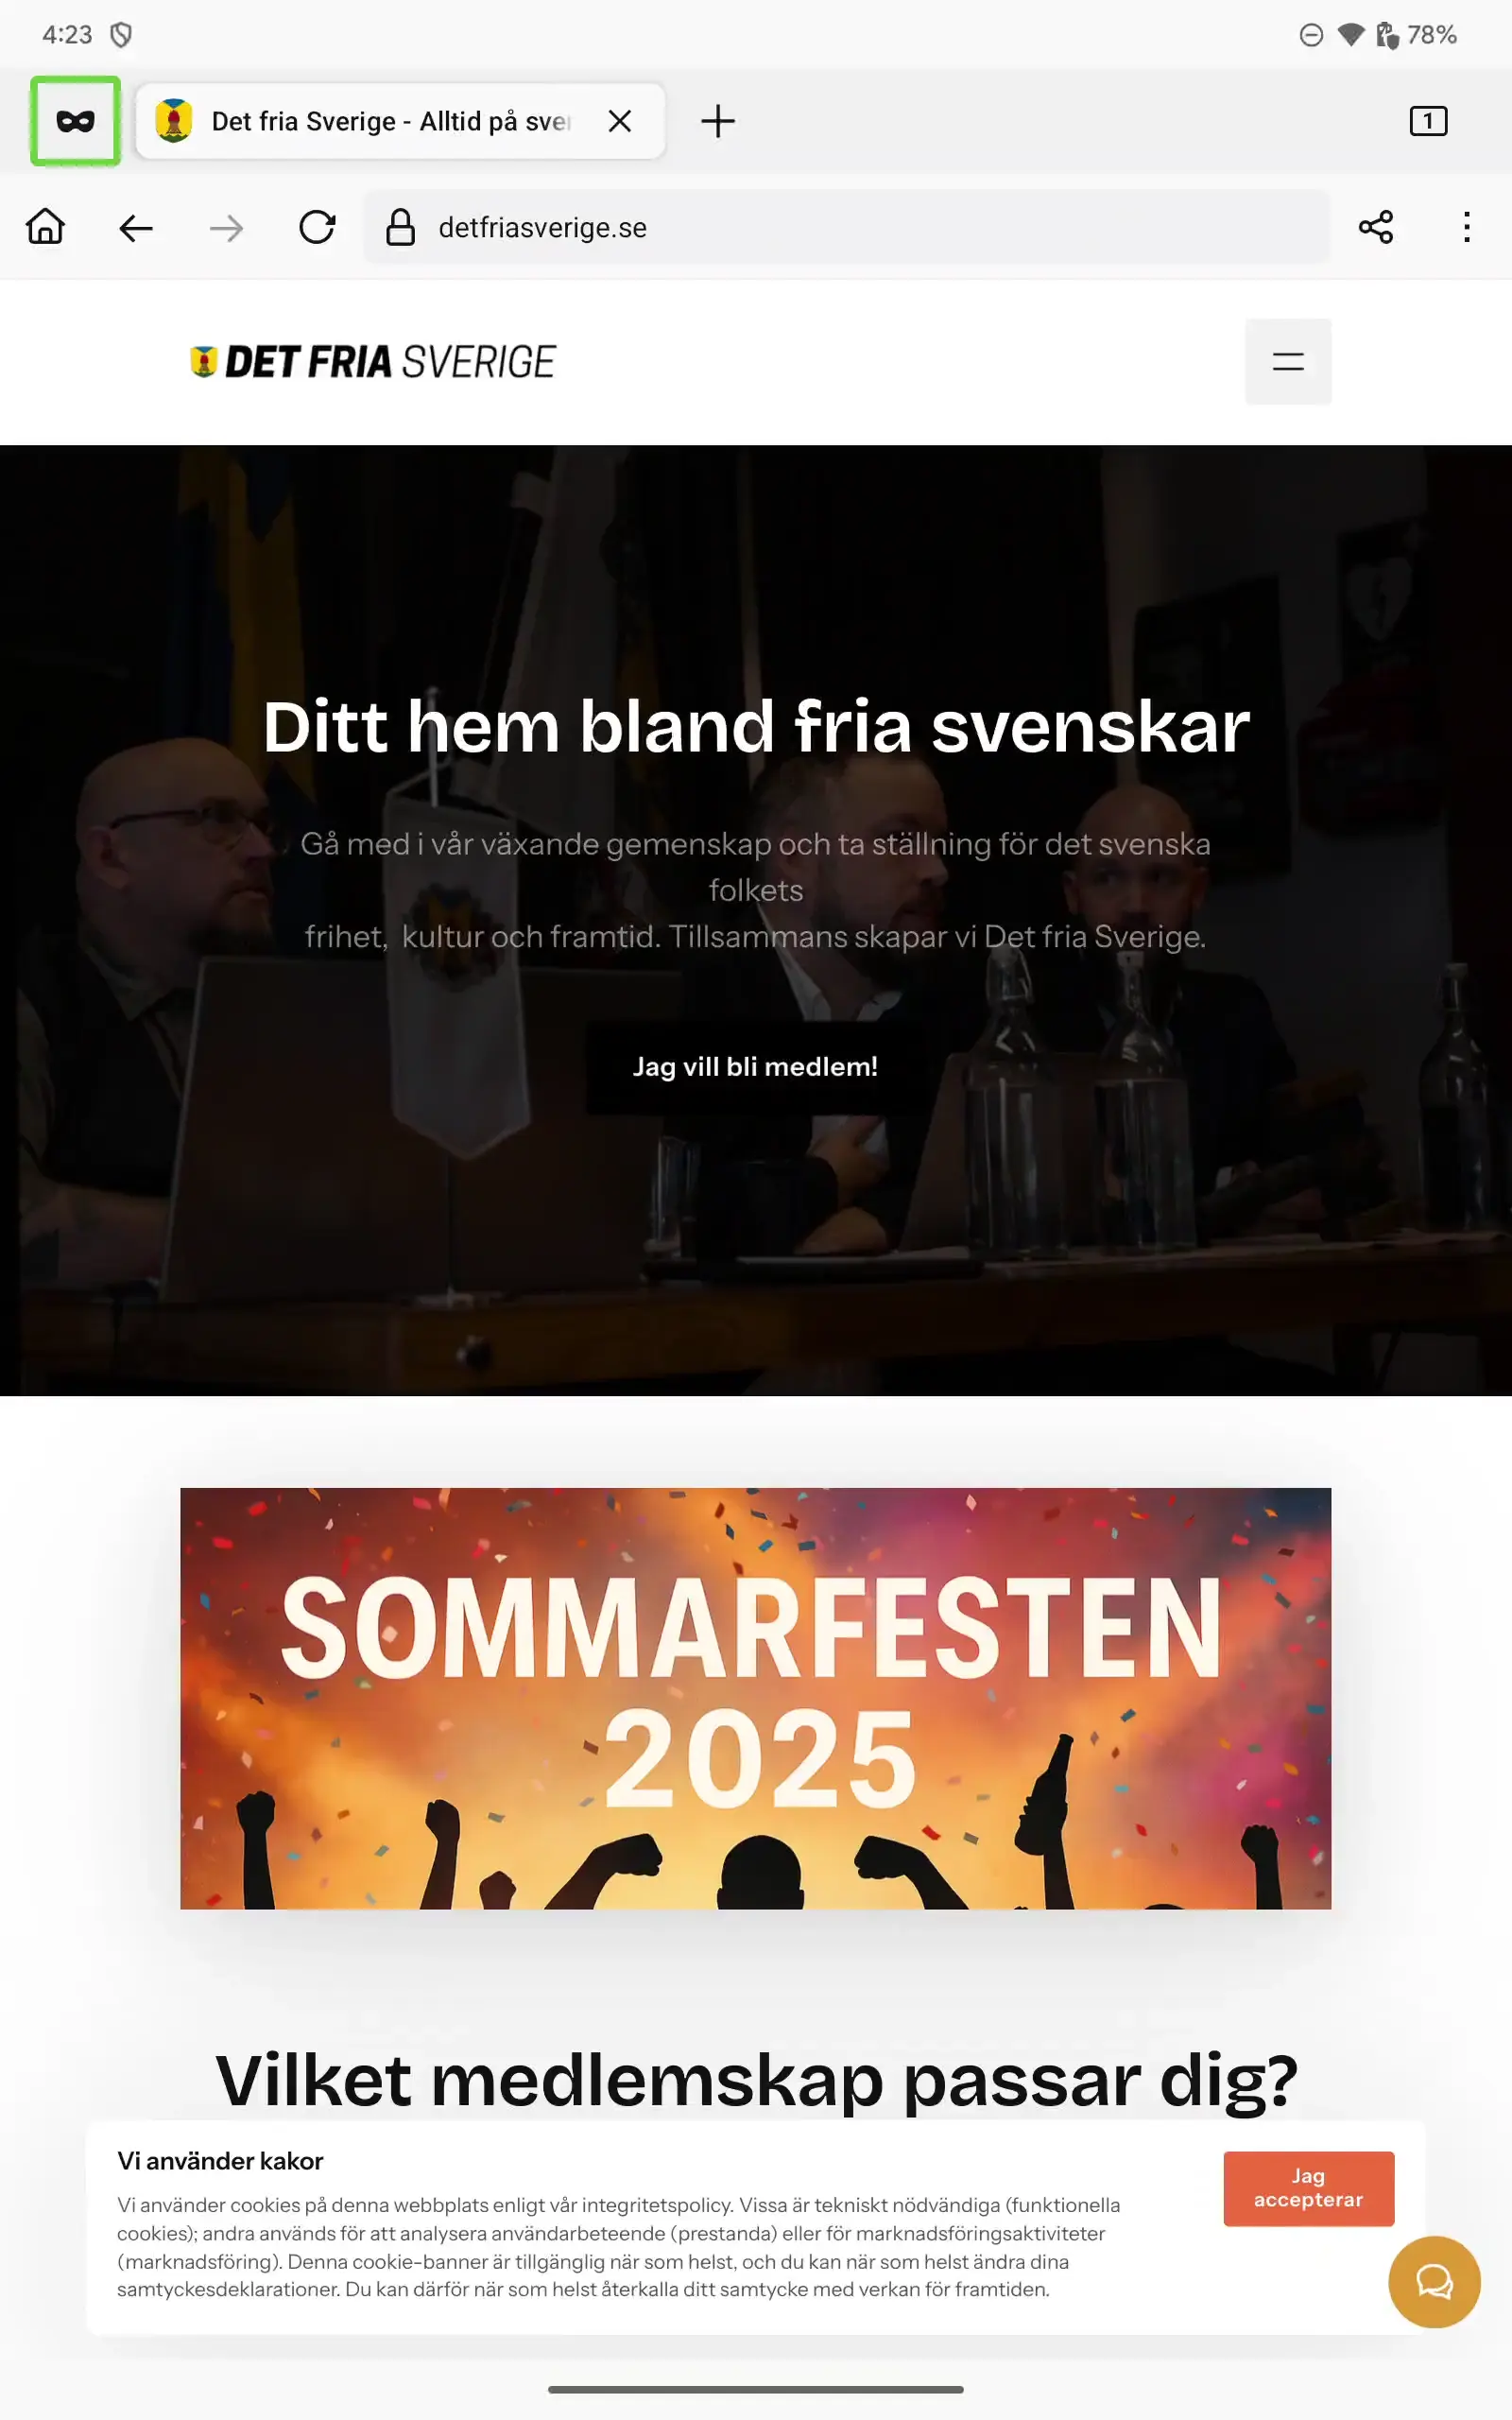 4:23
78%
Det fria Sverige - Alltid på sve
1
detfriasverige.se
DET FRIA SVERIGE
Ditt hem bland fria svenskar
Gå med i vår växande gemenskap och ta ställning för det svenska
folkets
frihet, kultur och framtid. Tillsammans skapar vi Det fria Sverige.
Jag vill bli medlem!
SOMMARFESTEN
2025
Vilket medlemskap passar dig?
Vi använder kakor
Vi använder cookies på denna webbplats enligt vår integritetspolicy. Vissa är tekniskt nödvändiga (funktionella
cookies); andra används för att analysera användarbeteende (prestanda) eller för marknadsföringsaktiviteter
(marknadsföring). Denna cookie-banner är tillgänglig när som helst, och du kan när som helst ändra dina
samtyckesdeklarationer. Du kan därför när som helst återkalla ditt samtycke med verkan för framtiden.
Jag
accepterar